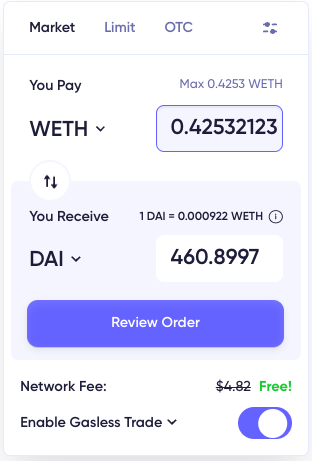 Market Limit OTC
You Pay Max 0.4253 WETH
WETH 0.42532123
You Receive 1 DAI = 0.000922 WETH i
DAI 460.8997
Review Order
Network Fee: $4.82 Free!
Enable Gasless Trade